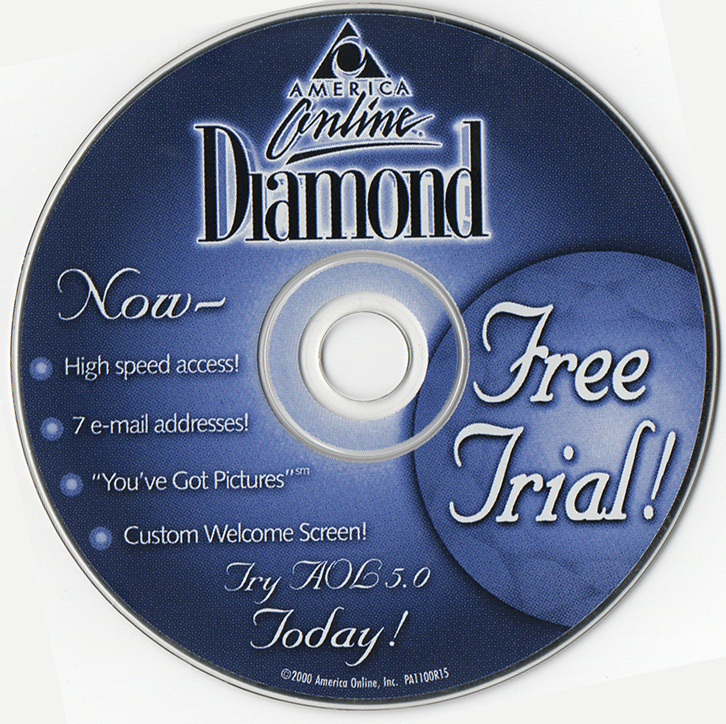 AMERICA
Online®
Diamond
Now~
High speed access!
7 e-mail addresses!
"You've Got Pictures"℠
Custom Welcome Screen!
Try AOL 5.0
Today!
Free
Trial!
©2000 America Online, Inc. PA1100R15